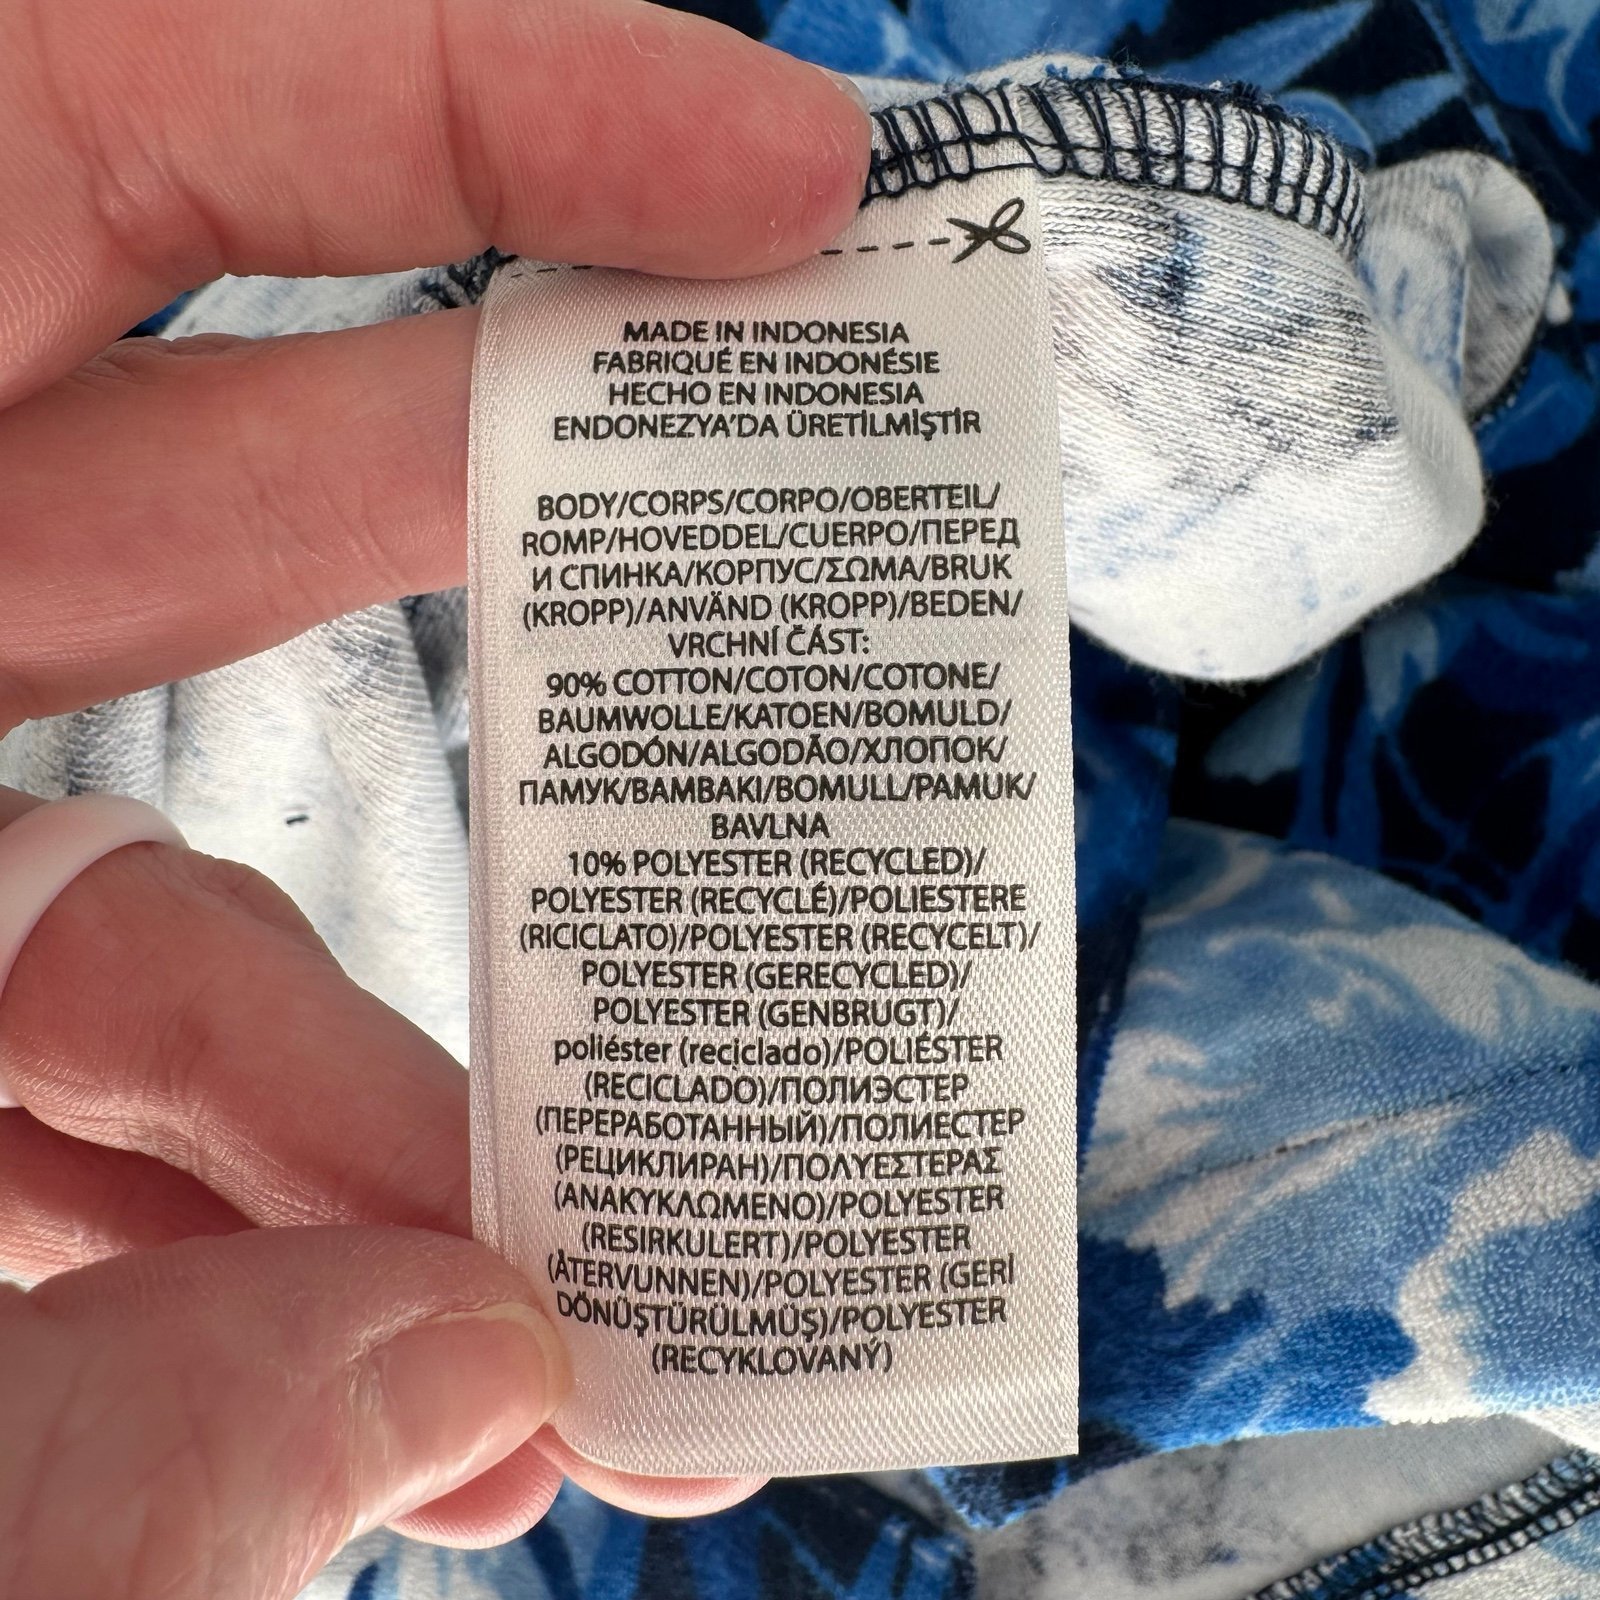 MADE IN INDONESIA
FABRIQUÉ EN INDONÉSIE
HECHO EN INDONESIA
ENDONEZYA'DA ÜRETİLMİŞTİR
BODY/CORPS/CORPO/OBERTEIL/
ROMP/HOVEDDEL/CUERPO/ПЕРЕД
И СПИНКА/КОРПУС/ΣΩΜΑ/BRUK
(KROPP)/ANVÄND (KROPP)/BEDEN/
VRCHNÍ ČÁST:
90% COTTON/COTON/COTONE/
BAUMWOLLE/KATOEN/BOMULD/
ALGODÓN/ALGODÃO/ХЛОПОК/
ПАМУК/ΒΑΜΒΑΚΙ/BOMULL/PAMUK/
BAVLNA
10% POLYESTER (RECYCLED)/
POLYESTER (RECYCLÉ)/POLIESTERE
(RICICLATO)/POLYESTER (RECYCELT)/
POLYESTER (GERECYCLED)/
POLYESTER (GENBRUGT)/
poliéster (reciclado)/POLIÉSTER
(RECICLADO)/ПОЛИЭСТЕР
(ПЕРЕРАБОТАННЫЙ)/ПОЛИЕСТЕР
(РЕЦИКЛИРАН)/ΠΟΛΥΕΣΤΕΡΑΣ
(ΑΝΑΚΥΚΛΩΜΕΝΟ)/POLYESTER
(RESIRKULERT)/POLYESTER
(ÅTERVUNNEN)/POLYESTER (GERİ
DÖNÜŞTÜRÜLMÜŞ)/POLYESTER
(RECYKLOVANÝ)